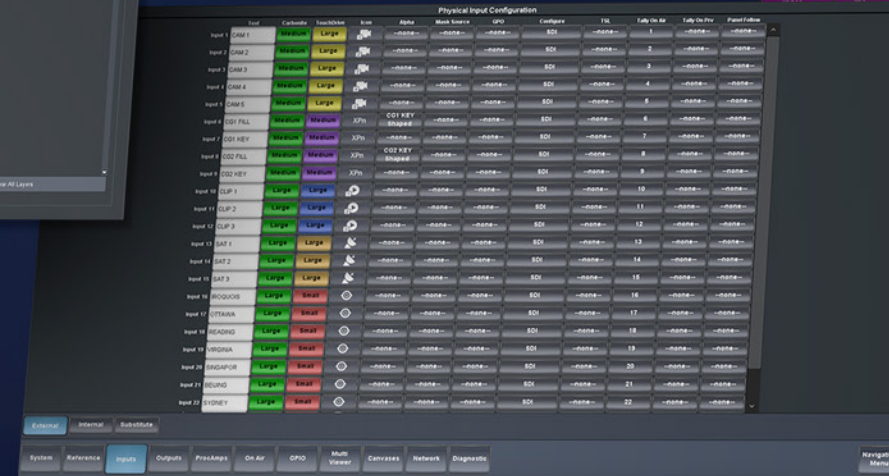 Physical Input Configuration
Text Carbonite TouchDrive Icon Alpha Mask Source GPO Configure TSL Tally On Air Tally On Prv Panel Follow
Input 1 CAM 1 Medium Large --none-- --none-- --none-- SDI --none-- 1 --none-- --none--
Input 2 CAM 2 Medium Large --none-- --none-- --none-- SDI --none-- 2 --none-- --none--
Input 3 CAM 3 Medium Large --none-- --none-- --none-- SDI --none-- 3 --none-- --none--
Input 4 CAM 4 Medium Large --none-- --none-- --none-- SDI --none-- 4 --none-- --none--
Input 5 CAM 5 Medium Large --none-- --none-- --none-- SDI --none-- 5 --none-- --none--
Input 6 CG1 FILL Medium Medium XPn CG1 KEY Shaped --none-- --none-- SDI --none-- 6 --none-- --none--
Input 7 CG1 KEY Medium Medium XPn --none-- --none-- --none-- SDI --none-- 7 --none-- --none--
Input 8 CG2 FILL Medium Medium XPn CG2 KEY Shaped --none-- --none-- SDI --none-- 8 --none-- --none--
Input 9 CG2 KEY Medium Medium XPn --none-- --none-- --none-- SDI --none-- 9 --none-- --none--
Input 10 CLIP 1 Large Large --none-- --none-- --none-- SDI --none-- 10 --none-- --none--
Input 11 CLIP 2 Large Large --none-- --none-- --none-- SDI --none-- 11 --none-- --none--
Input 12 CLIP 3 Large Large --none-- --none-- --none-- SDI --none-- 12 --none-- --none--
Input 13 SAT 1 Large Large --none-- --none-- --none-- SDI --none-- 13 --none-- --none--
Input 14 SAT 2 Large Large --none-- --none-- --none-- SDI --none-- 14 --none-- --none--
Input 15 SAT 3 Large Large --none-- --none-- --none-- SDI --none-- 15 --none-- --none--
Input 16 IROQUOIS Large Small --none-- --none-- --none-- SDI --none-- 16 --none-- --none--
Input 17 OTTAWA Large Small --none-- --none-- --none-- SDI --none-- 17 --none-- --none--
Input 18 READING Large Small --none-- --none-- --none-- SDI --none-- 18 --none-- --none--
Input 19 VIRGINIA Large Small --none-- --none-- --none-- SDI --none-- 19 --none-- --none--
Input 20 SINGAPOR Large Small --none-- --none-- --none-- SDI --none-- 20 --none-- --none--
Input 21 BEIJING Large Small --none-- --none-- --none-- SDI --none-- 21 --none-- --none--
Input 22 SYDNEY Large Small --none-- --none-- --none-- SDI --none-- 22 --none-- --none--
All Layers
External Internal Substitute
System Reference Inputs Outputs ProcAmps On Air GPIO Multi Viewer Canvases Network Diagnostic
Menu